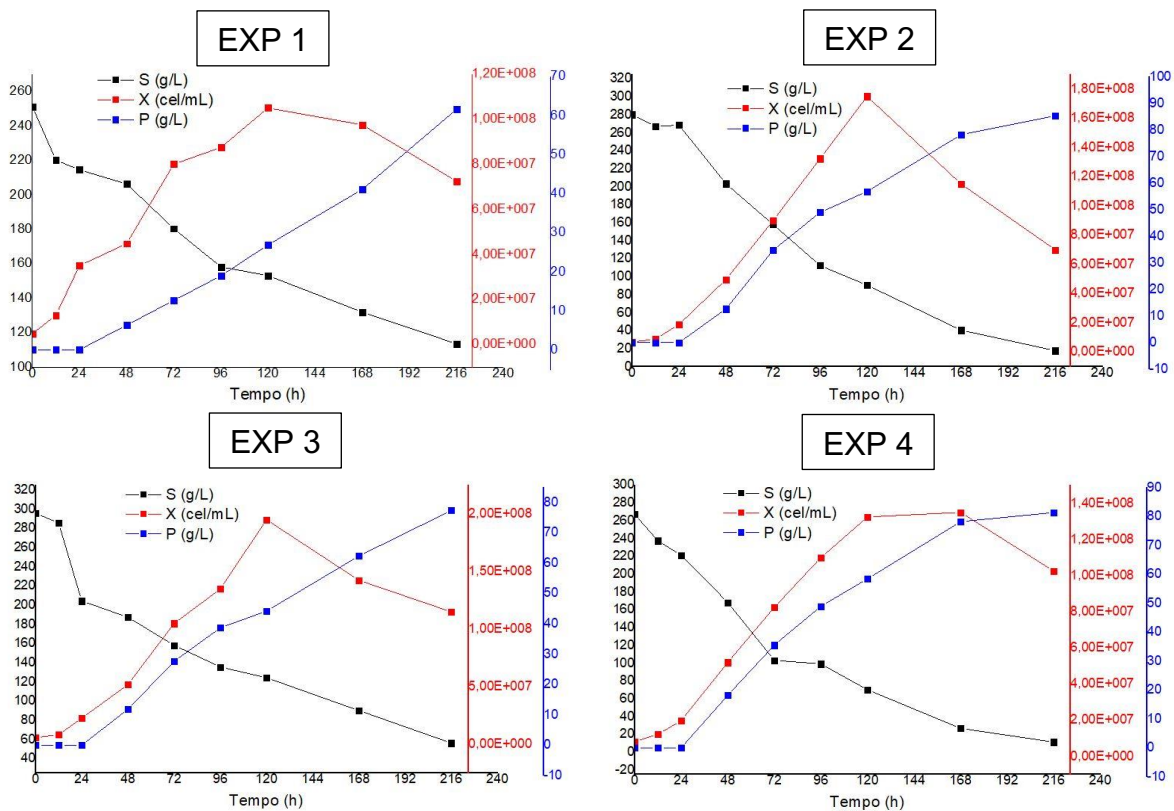 EXP 1
S (g/L)
X (cel/mL)
P (g/L)
260
240
220
200
180
160
140
120
100
0 24 48 72 96 120 144 168 192 216 240
Tempo (h)
1,20E+008
1,00E+008
8,00E+007
6,00E+007
4,00E+007
2,00E+007
0,00E+000
70
60
50
40
30
20
10
0
EXP 2
S (g/L)
X (cel/mL)
P (g/L)
320
300
280
260
240
220
200
180
160
140
120
100
80
60
40
20
0
0 24 48 72 96 120 144 168 192 216 240
Tempo (h)
1,80E+008
1,60E+008
1,40E+008
1,20E+008
1,00E+008
8,00E+007
6,00E+007
4,00E+007
2,00E+007
0,00E+000
100
90
80
70
60
50
40
30
20
10
0
-10
EXP 3
S (g/L)
X (cel/mL)
P (g/L)
320
300
280
260
240
220
200
180
160
140
120
100
80
60
40
0 24 48 72 96 120 144 168 192 216 240
Tempo (h)
2,00E+008
1,50E+008
1,00E+008
5,00E+007
0,00E+000
80
70
60
50
40
30
20
10
0
-10
EXP 4
S (g/L)
X (cel/mL)
P (g/L)
300
280
260
240
220
200
180
160
140
120
100
80
60
40
20
0
-20
0 24 48 72 96 120 144 168 192 216 240
Tempo (h)
1,40E+008
1,20E+008
1,00E+008
8,00E+007
6,00E+007
4,00E+007
2,00E+007
0,00E+000
90
80
70
60
50
40
30
20
10
0
-10